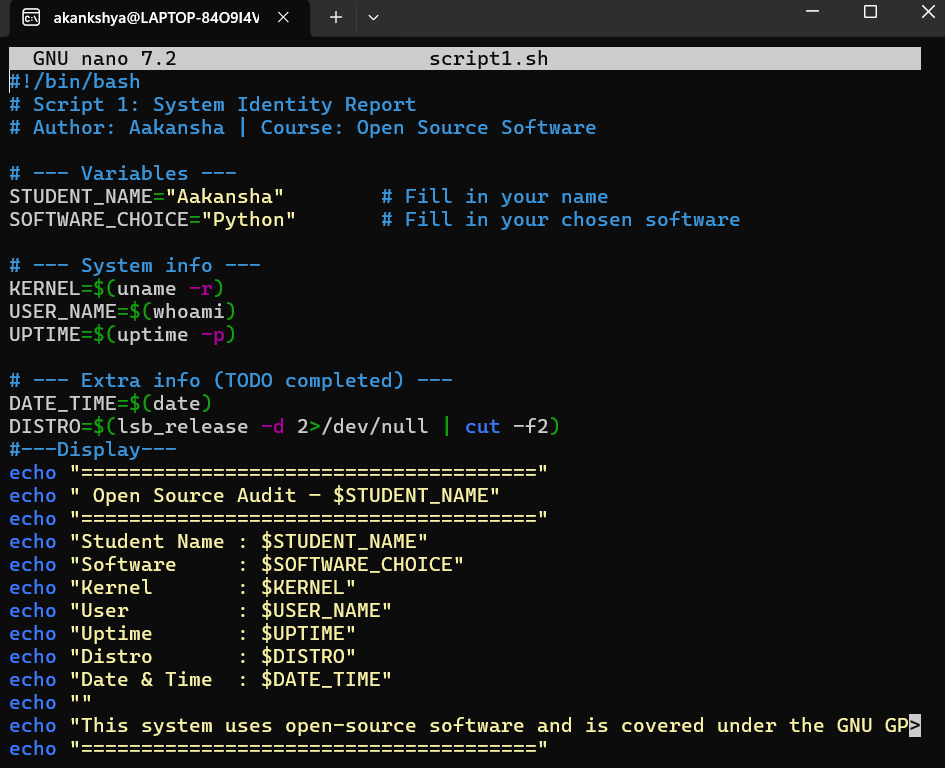 akankshya@LAPTOP-84O9I4V
GNU nano 7.2 script1.sh
#!/bin/bash
# Script 1: System Identity Report
# Author: Aakansha | Course: Open Source Software
# --- Variables ---
STUDENT_NAME="Aakansha"        # Fill in your name
SOFTWARE_CHOICE="Python"       # Fill in your chosen software
# --- System info ---
KERNEL=$(uname -r)
USER_NAME=$(whoami)
UPTIME=$(uptime -p)
# --- Extra info (TODO completed) ---
DATE_TIME=$(date)
DISTRO=$(lsb_release -d 2>/dev/null | cut -f2)
#---Display---
echo "======================================"
echo " Open Source Audit — $STUDENT_NAME"
echo "======================================"
echo "Student Name : $STUDENT_NAME"
echo "Software     : $SOFTWARE_CHOICE"
echo "Kernel       : $KERNEL"
echo "User         : $USER_NAME"
echo "Uptime       : $UPTIME"
echo "Distro       : $DISTRO"
echo "Date & Time  : $DATE_TIME"
echo ""
echo "This system uses open-source software and is covered under the GNU GP>
echo "======================================"